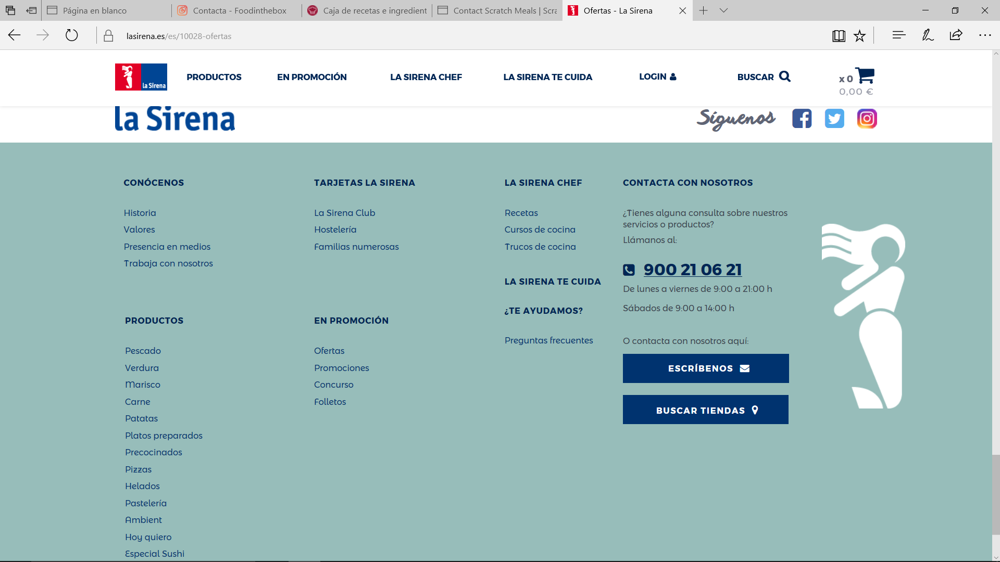 Página en blanco
Contacta - Foodinthebox
Caja de recetas e ingredient
Contact Scratch Meals | Scra
Ofertas - La Sirena
lasirena.es/es/10028-ofertas
la Sirena
PRODUCTOS
EN PROMOCIÓN
LA SIRENA CHEF
LA SIRENA TE CUIDA
LOGIN
BUSCAR
x 0
0,00 €
la Sirena
Síguenos
CONÓCENOS
Historia
Valores
Presencia en medios
Trabaja con nosotros
TARJETAS LA SIRENA
La Sirena Club
Hostelería
Familias numerosas
LA SIRENA CHEF
Recetas
Cursos de cocina
Trucos de cocina
LA SIRENA TE CUIDA
¿TE AYUDAMOS?
Preguntas frecuentes
CONTACTA CON NOSOTROS
¿Tienes alguna consulta sobre nuestros
servicios o productos?
Llámanos al:
900 21 06 21
De lunes a viernes de 9:00 a 21:00 h
Sábados de 9:00 a 14:00 h
O contacta con nosotros aquí:
ESCRÍBENOS
BUSCAR TIENDAS
PRODUCTOS
Pescado
Verdura
Marisco
Carne
Patatas
Platos preparados
Precocinados
Pizzas
Helados
Pastelería
Ambient
Hoy quiero
Especial Sushi
EN PROMOCIÓN
Ofertas
Promociones
Concurso
Folletos